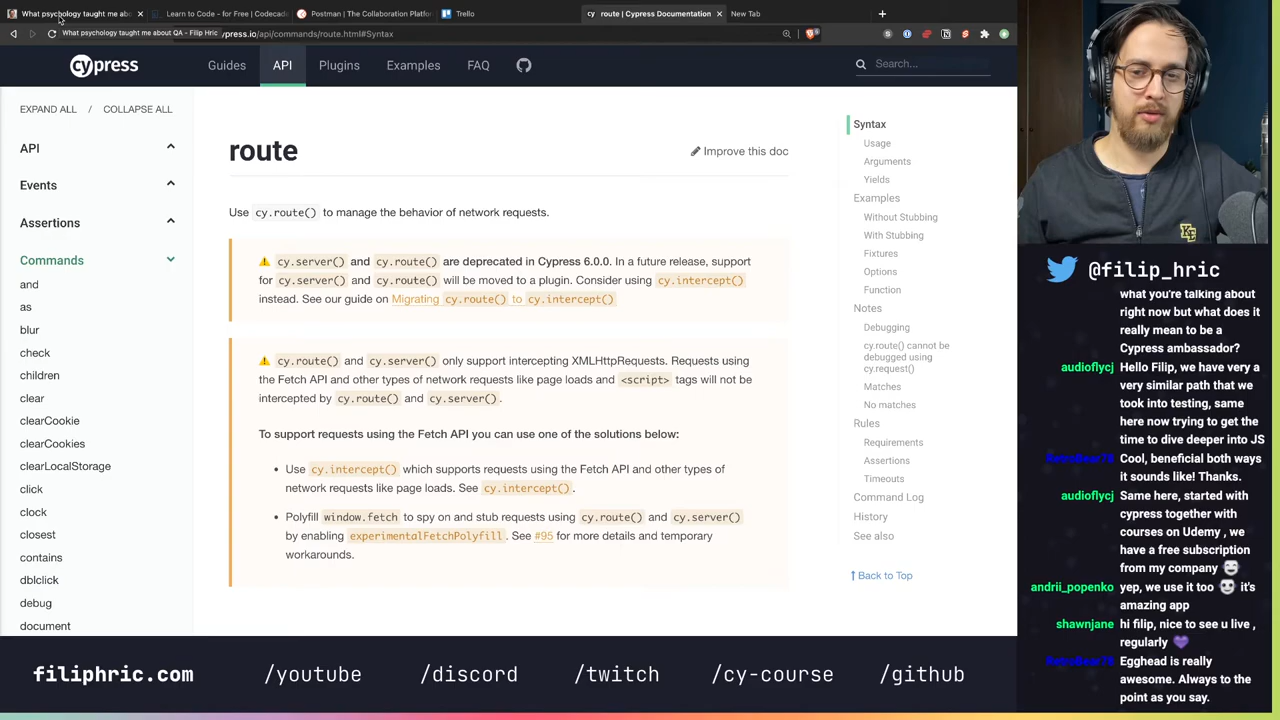 What psychology taught me ab
Learn to Code - for Free | Codecad
Postman | The Collaboration Platfo
Trello
route | Cypress Documentation
New Tab
What psychology taught me about QA - Filip Hric
ypress.io/api/commands/route.html#Syntax
cypress
Guides
API
Plugins
Examples
FAQ
Search...
EXPAND ALL / COLLAPSE ALL
API
Events
Assertions
Commands
and
as
blur
check
children
clear
clearCookie
clearCookies
clearLocalStorage
click
clock
closest
contains
dblclick
debug
document
route
Improve this doc
Use cy.route() to manage the behavior of network requests.
cy.server() and cy.route() are deprecated in Cypress 6.0.0. In a future release, support
for cy.server() and cy.route() will be moved to a plugin. Consider using cy.intercept()
instead. See our guide on Migrating cy.route() to cy.intercept()
cy.route() and cy.server() only support intercepting XMLHttpRequests. Requests using
the Fetch API and other types of network requests like page loads and <script> tags will not be
intercepted by cy.route() and cy.server().
To support requests using the Fetch API you can use one of the solutions below:
• Use cy.intercept() which supports requests using the Fetch API and other types of
network requests like page loads. See cy.intercept().
• Polyfill window.fetch to spy on and stub requests using cy.route() and cy.server()
by enabling experimentalFetchPolyfill. See #95 for more details and temporary
workarounds.
Syntax
Usage
Arguments
Yields
Examples
Without Stubbing
With Stubbing
Fixtures
Options
Function
Notes
Debugging
cy.route() cannot be
debugged using
cy.request()
Matches
No matches
Rules
Requirements
Assertions
Timeouts
Command Log
History
See also
Back to Top
@filip_hric
what you're talking about
right now but what does it
really mean to be a
Cypress ambassador?
audioflycj Hello Filip, we have very a
very similar path that we
took into testing, same
here now trying to get the
time to dive deeper into JS
RetroBear78 Cool, beneficial both ways
it sounds like! Thanks.
audioflycj Same here, started with
cypress together with
courses on Udemy , we
have a free subscription
from my company
andrii_popenko yep, we use it too it's
amazing app
shawnjane hi filip, nice to see u live ,
regularly
RetroBear78 Egghead is really
awesome. Always to the
point as you say.
filiphric.com
/youtube
/discord
/twitch
/cy-course
/github